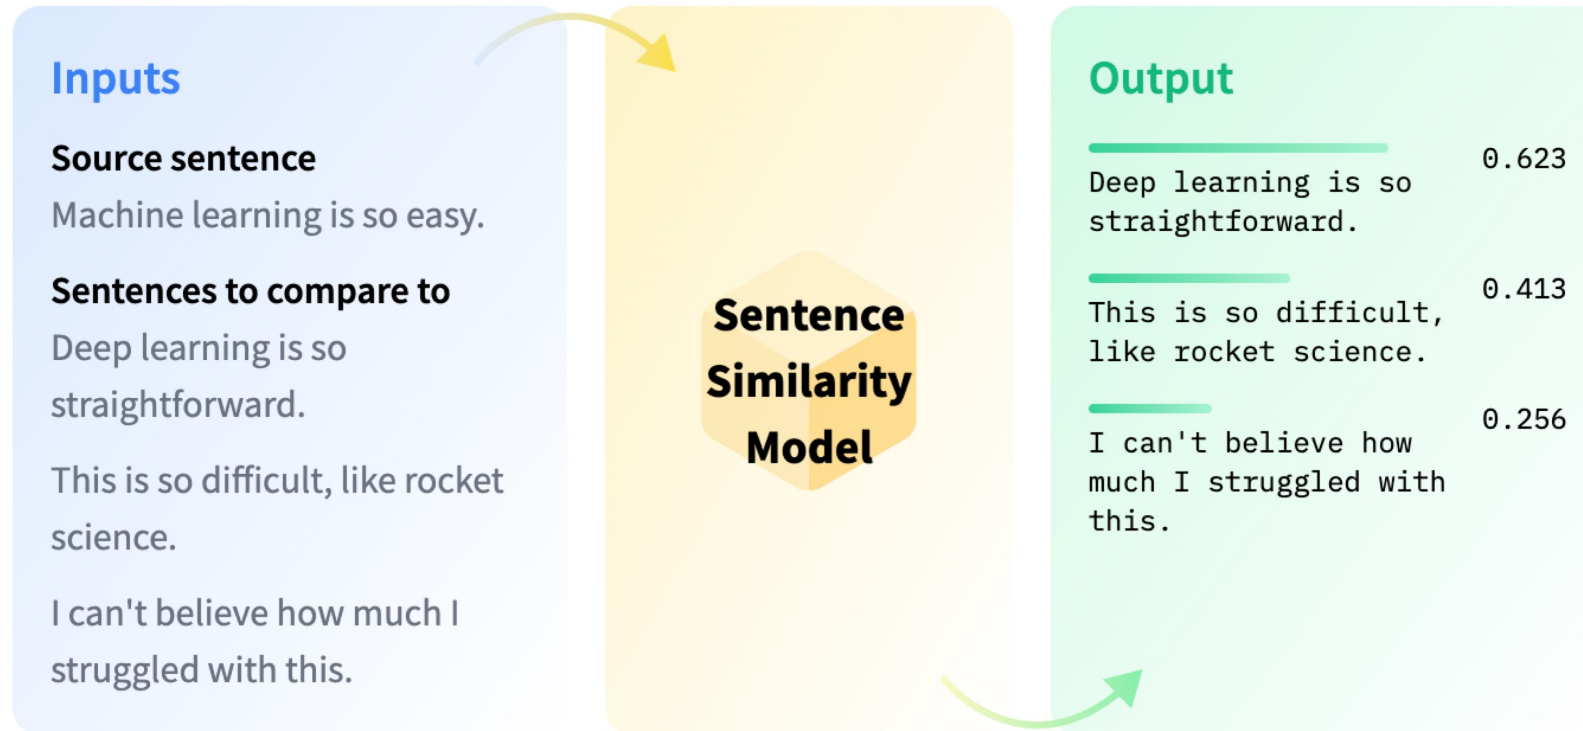 Inputs
Source sentence
Machine learning is so easy.
Sentences to compare to
Deep learning is so
straightforward.
This is so difficult, like rocket
science.
I can't believe how much I
struggled with this.
Sentence
Similarity
Model
Output
Deep learning is so
straightforward.
0.623
This is so difficult,
like rocket science.
0.413
I can't believe how
much I struggled with
this.
0.256